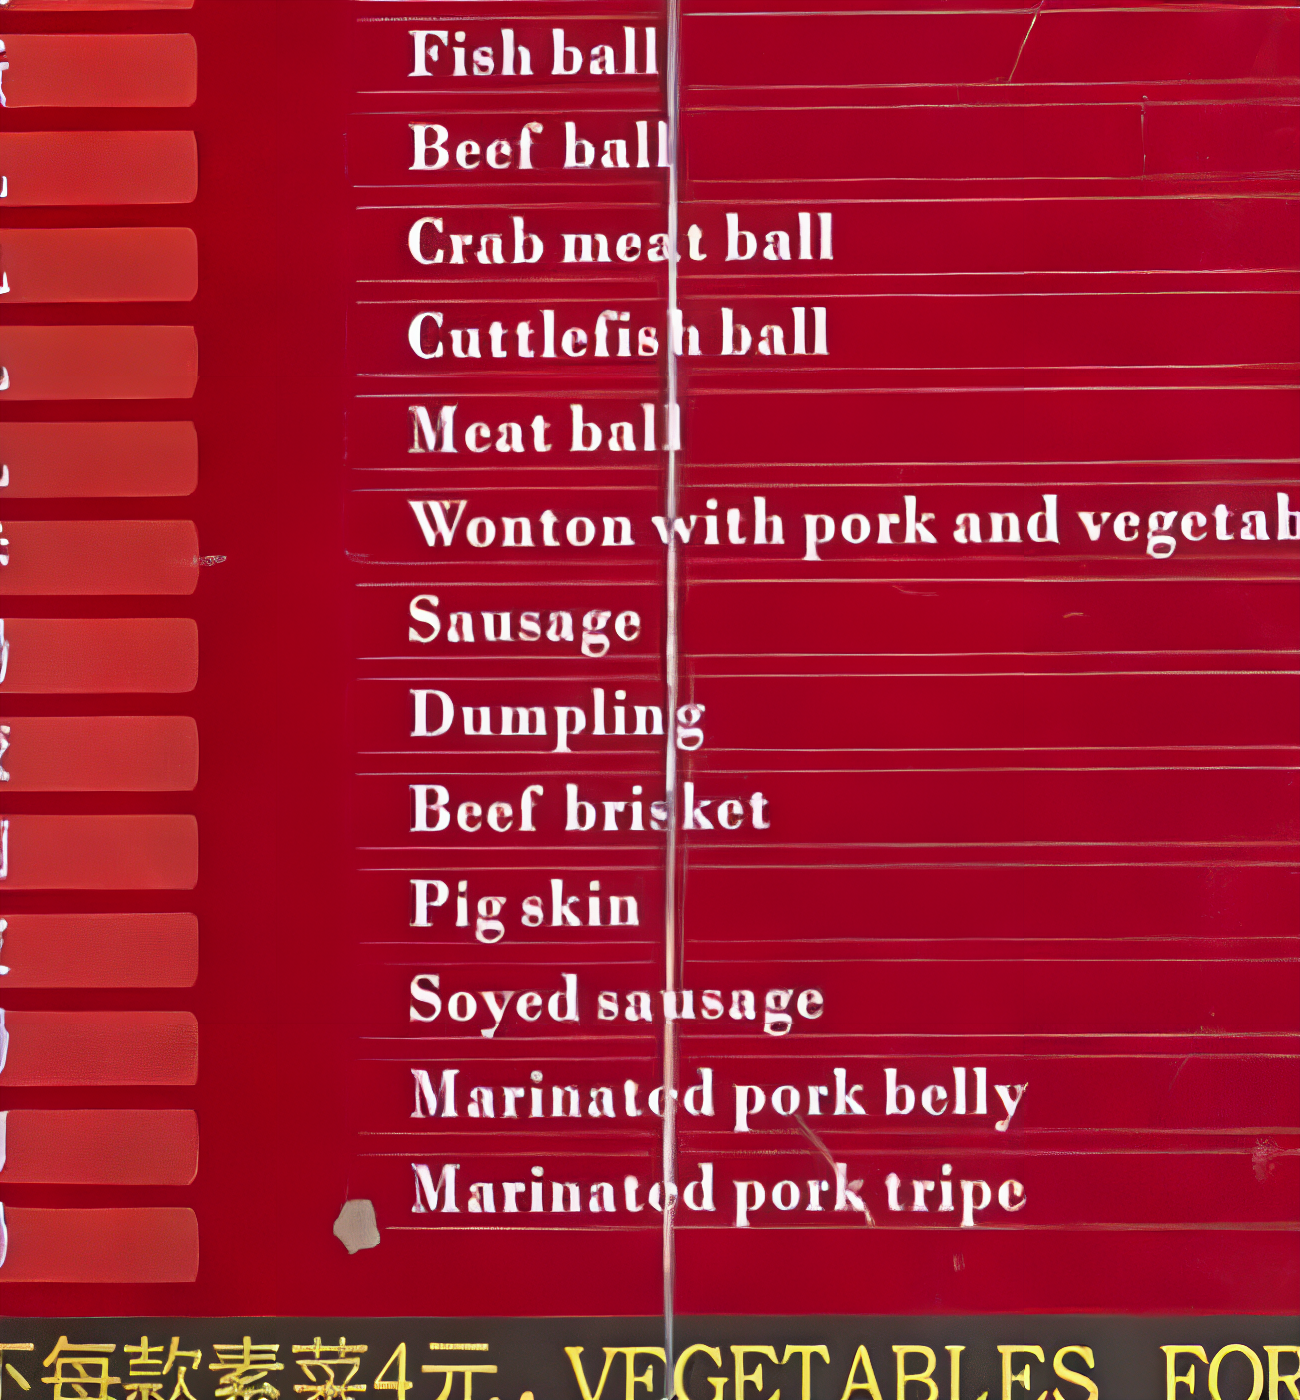 Fish ball
Beef ball
Crab meat ball
Cuttlefish ball
Meat ball
Wonton with pork and vegetab
Sausage
Dumpling
Beef brisket
Pig skin
Soyed sausage
Marinated pork belly
Marinated pork tripe
下每款素菜4元.. VEGETABLES FOR